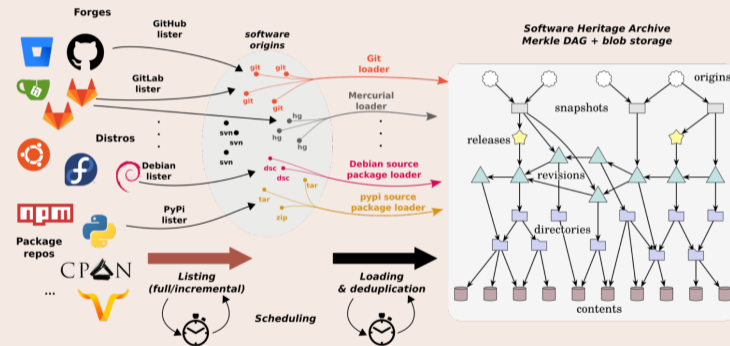 Forges
GitHub
lister
GitLab
lister
Distros
Debian
lister
PyPi
lister
npm
Package
repos
CPAN
...
software
origins
git
git
git
git
hg
hg
svn
svn
svn
dsc
dsc
tar
tar
zip
Git
loader
Mercurial
loader
Debian source
package loader
pypi source
package loader
Listing
(full/incremental)
Scheduling
Loading
& deduplication
Software Heritage Archive
Merkle DAG + blob storage
origins
snapshots
releases
revisions
directories
contents